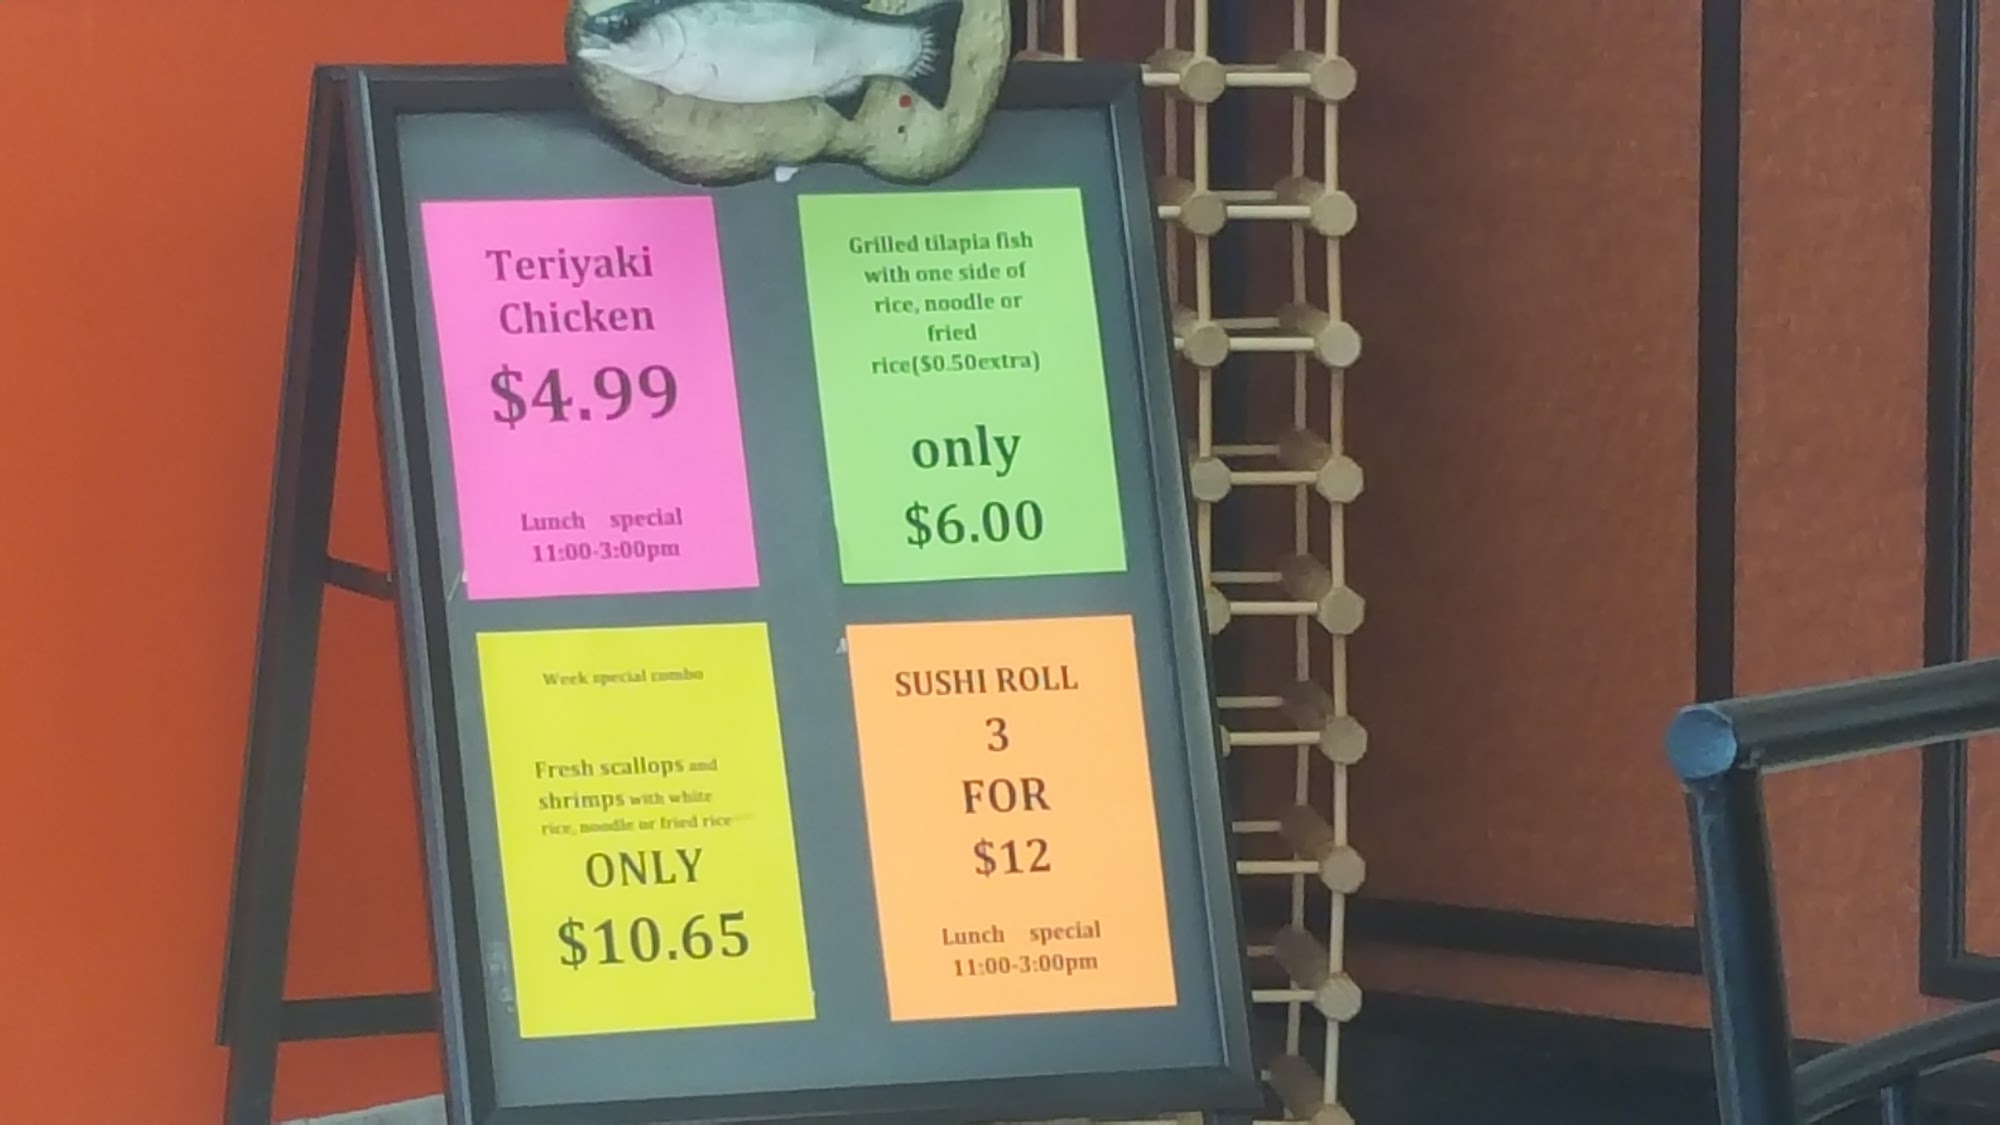 Teriyaki
Chicken
$4.99
Lunch special
11:00-3:00pm
Grilled tilapia fish
with one side of
rice, noodle or
fried
rice($0.50extra)
only
$6.00
Week special combo
Fresh scallops and
shrimps with white
rice, noodle or fried rice
ONLY
$10.65
SUSHI ROLL
3
FOR
$12
Lunch special
11:00-3:00pm